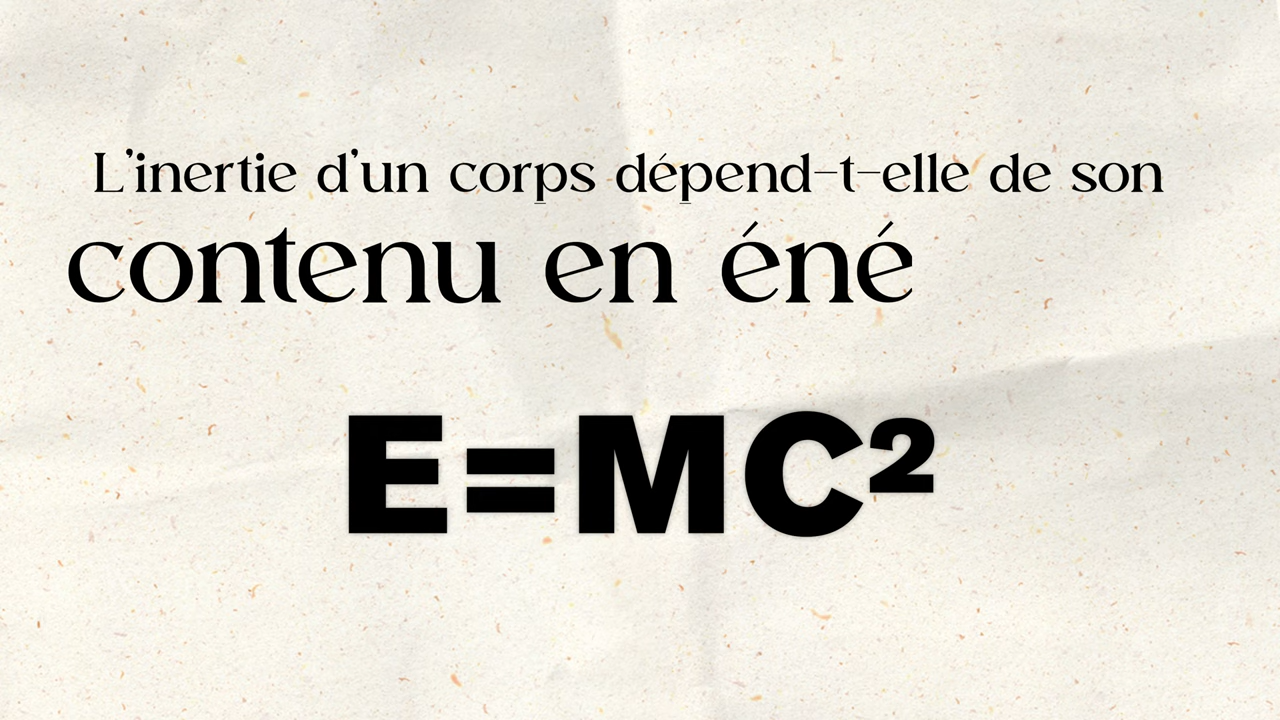 L'inertie d'un corps dépend-t-elle de son
contenu en éné
E=MC²